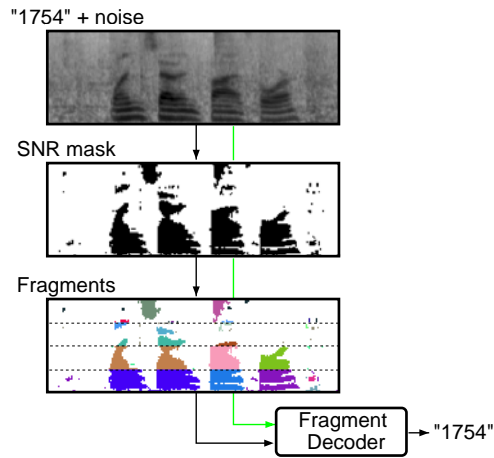 "1754" + noise
SNR mask
Fragments
Fragment
Decoder
"1754"